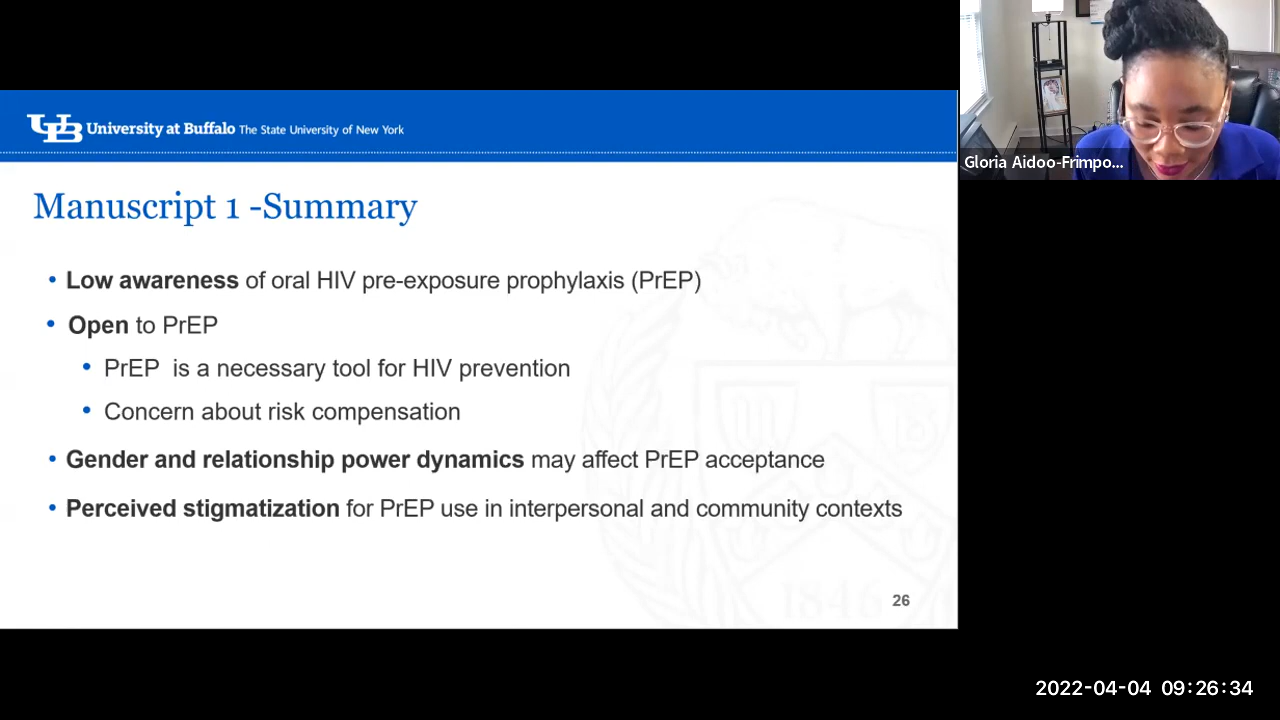 University at Buffalo The State University of New York
Gloria Aidoo-Frimpo...
Manuscript 1 -Summary
• Low awareness of oral HIV pre-exposure prophylaxis (PrEP)
• Open to PrEP
• PrEP  is a necessary tool for HIV prevention
• Concern about risk compensation
• Gender and relationship power dynamics may affect PrEP acceptance
• Perceived stigmatization for PrEP use in interpersonal and community contexts
1846
26
2022-04-04 09:26:34